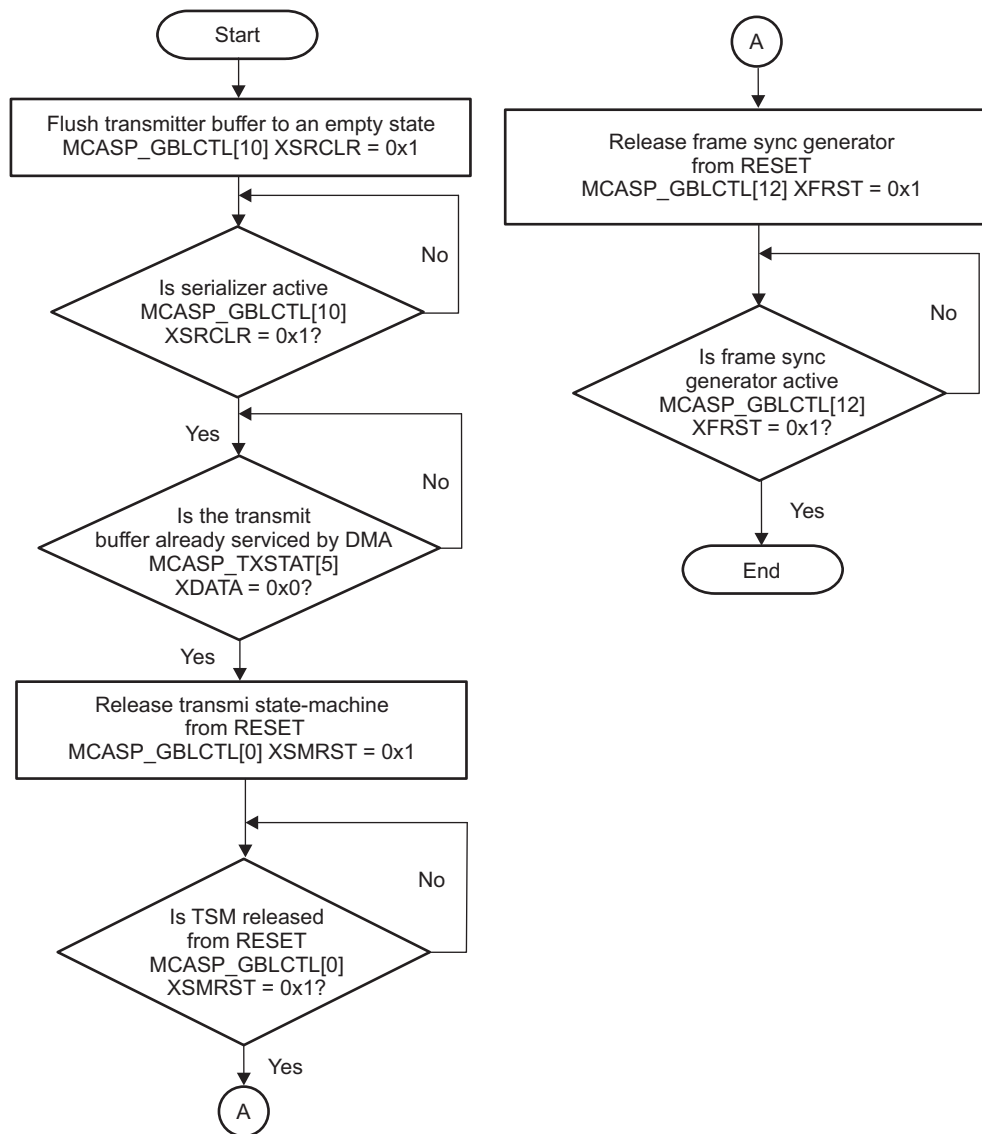 Start
Flush transmitter buffer to an empty state
MCASP_GBLCTL[10] XSRCLR = 0x1
No
Is serializer active
MCASP_GBLCTL[10]
XSRCLR = 0x1?
Yes
No
Is the transmit
buffer already serviced by DMA
MCASP_TXSTAT[5]
XDATA = 0x0?
Yes
Release transmi state-machine
from RESET
MCASP_GBLCTL[0] XSMRST = 0x1
No
Is TSM released
from RESET
MCASP_GBLCTL[0]
XSMRST = 0x1?
Yes
A
A
Release frame sync generator
from RESET
MCASP_GBLCTL[12] XFRST = 0x1
No
Is frame sync
generator active
MCASP_GBLCTL[12]
XFRST = 0x1?
Yes
End